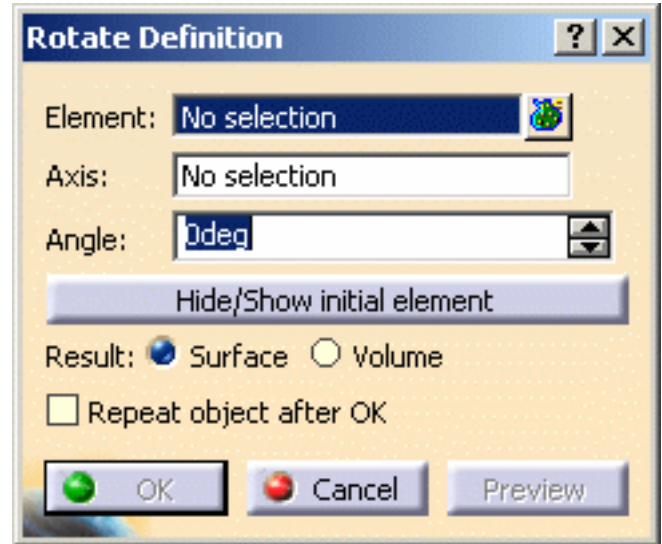 Rotate Definition
Element: No selection
Axis: No selection
Angle: 0deg
Hide/Show initial element
Result: Surface Volume
Repeat object after OK
OK Cancel Preview